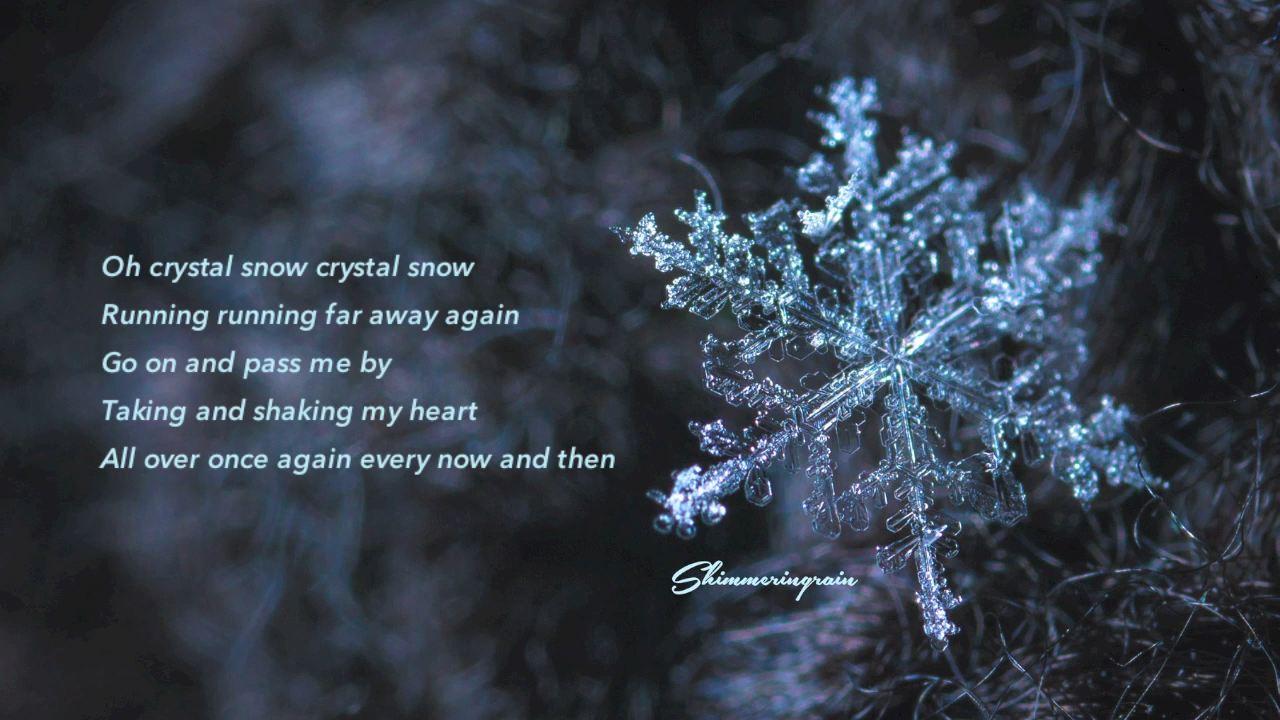 Oh crystal snow crystal snow
Running running far away again
Go on and pass me by
Taking and shaking my heart
All over once again every now and then
Shimmeringrain